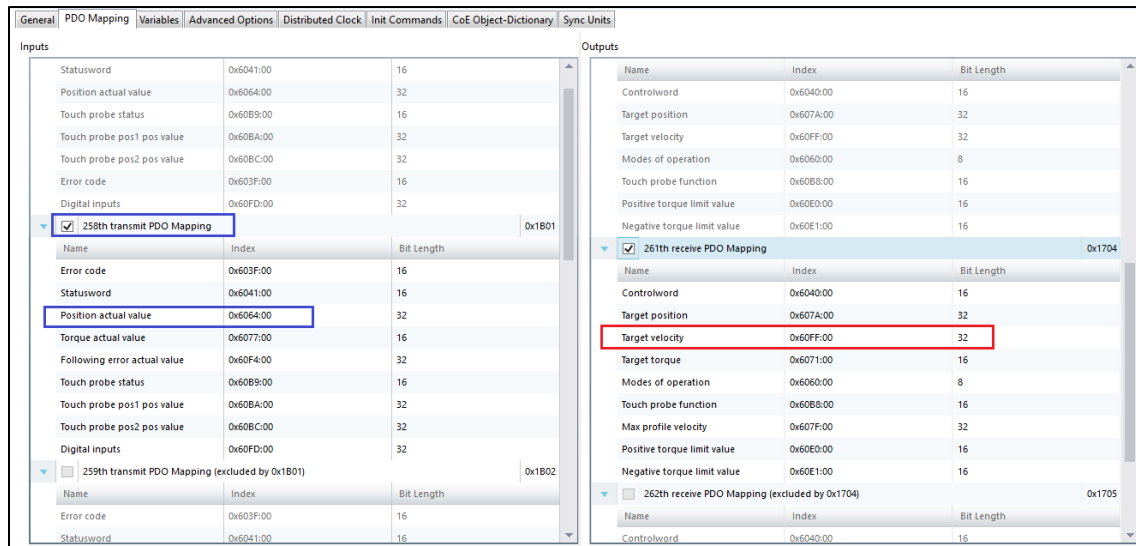 General PDO Mapping Variables Advanced Options Distributed Clock Init Commands CoE Object-Dictionary Sync Units
Inputs
Statusword 0x6041:00 16
Position actual value 0x6064:00 32
Touch probe status 0x60B9:00 16
Touch probe pos1 pos value 0x60BA:00 32
Touch probe pos2 pos value 0x60BC:00 32
Error code 0x603F:00 16
Digital inputs 0x60FD:00 32
258th transmit PDO Mapping 0x1B01
Name Index Bit Length
Error code 0x603F:00 16
Statusword 0x6041:00 16
Position actual value 0x6064:00 32
Torque actual value 0x6077:00 16
Following error actual value 0x60F4:00 32
Touch probe status 0x60B9:00 16
Touch probe pos1 pos value 0x60BA:00 32
Touch probe pos2 pos value 0x60BC:00 32
Digital inputs 0x60FD:00 32
259th transmit PDO Mapping (excluded by 0x1B01) 0x1B02
Name Index Bit Length
Error code 0x603F:00 16
Statusword 0x6041:00 16
Outputs
Name Index Bit Length
Controlword 0x6040:00 16
Target position 0x607A:00 32
Target velocity 0x60FF:00 32
Modes of operation 0x6060:00 8
Touch probe function 0x60B8:00 16
Positive torque limit value 0x60E0:00 16
Negative torque limit value 0x60E1:00 16
261th receive PDO Mapping 0x1704
Name Index Bit Length
Controlword 0x6040:00 16
Target position 0x607A:00 32
Target velocity 0x60FF:00 32
Target torque 0x6071:00 16
Modes of operation 0x6060:00 8
Touch probe function 0x60B8:00 16
Max profile velocity 0x607F:00 32
Positive torque limit value 0x60E0:00 16
Negative torque limit value 0x60E1:00 16
262th receive PDO Mapping (excluded by 0x1704) 0x1705
Name Index Bit Length
Controlword 0x6040:00 16